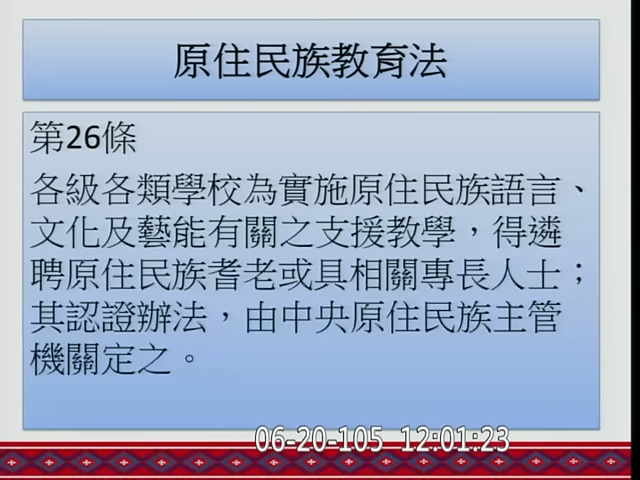 原住民族教育法
第26條
各級各類學校為實施原住民族語言、
文化及藝能有關之支援教學，得遴
聘原住民族耆老或具相關專長人士；
其認證辦法，由中央原住民族主管
機關定之。
06-20-105 12:01:23